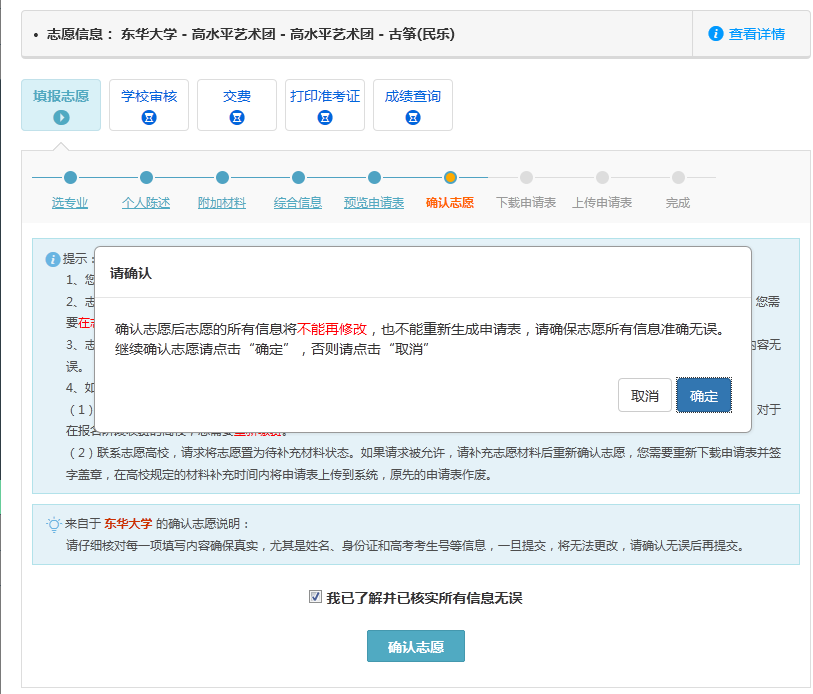 • 志愿信息： 东华大学 - 高水平艺术团 - 高水平艺术团 - 古筝(民乐)
查看详情
填报志愿 学校审核 交费 打印准考证 成绩查询
选专业 个人陈述 附加材料 综合信息 预览申请表 确认志愿 下载申请表 上传申请表 完成
提示：
1、您
2、志 您需
要在志
3、志 内容无
误。
4、如
（1） 对于
请确认
确认志愿后志愿的所有信息将不能再修改，也不能重新生成申请表，请确保志愿所有信息准确无误。
继续确认志愿请点击“确定”，否则请点击“取消”
取消 确定
（2）联系志愿高校，请求将志愿置为待补充材料状态。如果请求被允许，请补充志愿材料后重新确认志愿，您需要重新下载申请表并签
字盖章，在高校规定的材料补充时间内将申请表上传到系统，原先的申请表作废。
来自于 东华大学 的确认志愿说明：
请仔细核对每一项填写内容确保真实，尤其是姓名、身份证和高考考生号等信息，一旦提交，将无法更改，请确认无误后再提交。
我已了解并已核实所有信息无误
确认志愿